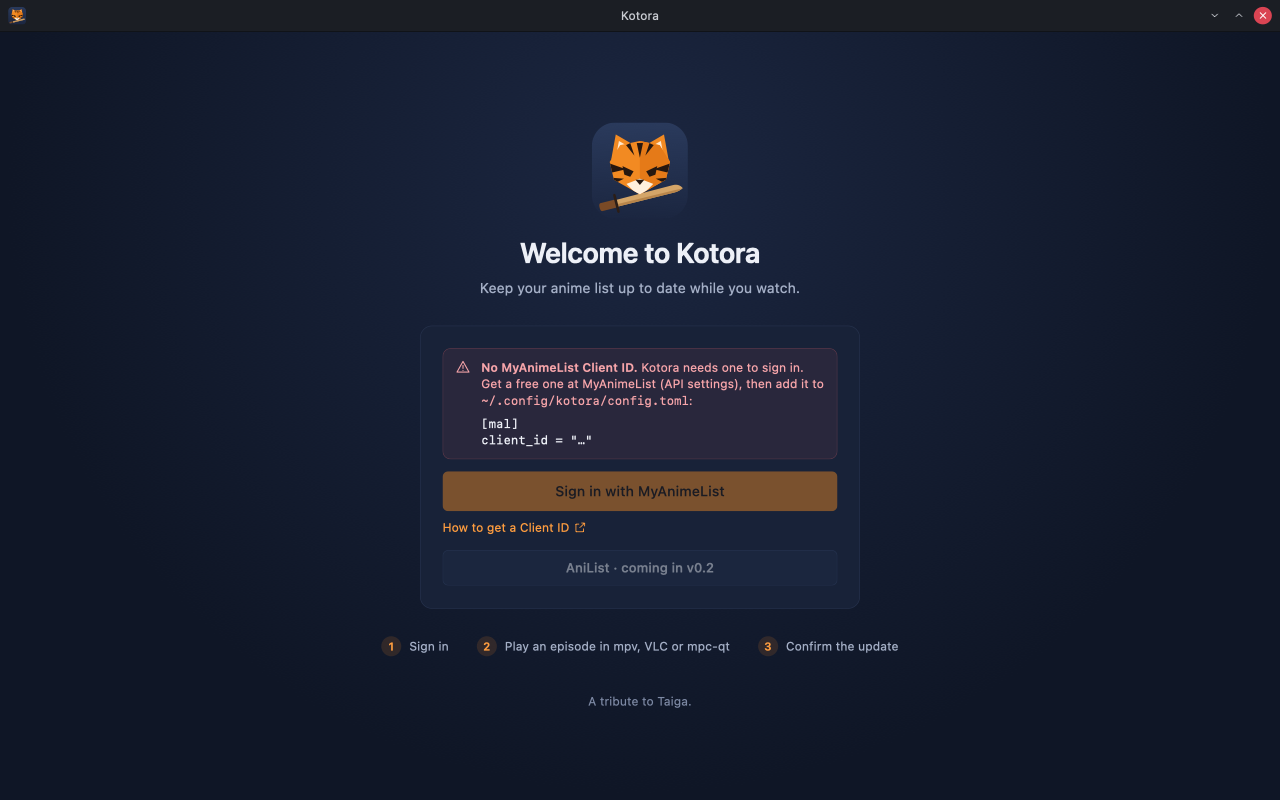 Kotora
Welcome to Kotora
Keep your anime list up to date while you watch.
No MyAnimeList Client ID. Kotora needs one to sign in.
Get a free one at MyAnimeList (API settings), then add it to
~/.config/kotora/config.toml:
[mal]
client_id = "…"
Sign in with MyAnimeList
How to get a Client ID
AniList · coming in v0.2
1 Sign in 2 Play an episode in mpv, VLC or mpc-qt 3 Confirm the update
A tribute to Taiga.